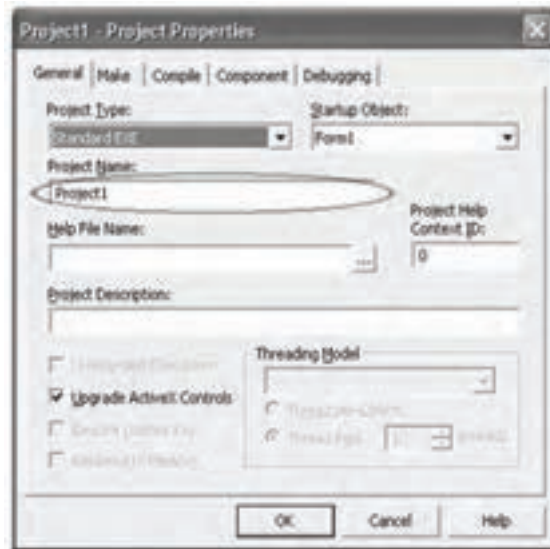 Project1 - Project Properties
General Make Compile Component Debugging
Project Type:
Standard EXE
Startup Object:
Form1
Project Name:
Project1
Help File Name:
...
Project Help
Context ID:
0
Project Description:
Upgrade ActiveX Controls
Threading Model
OK Cancel Help